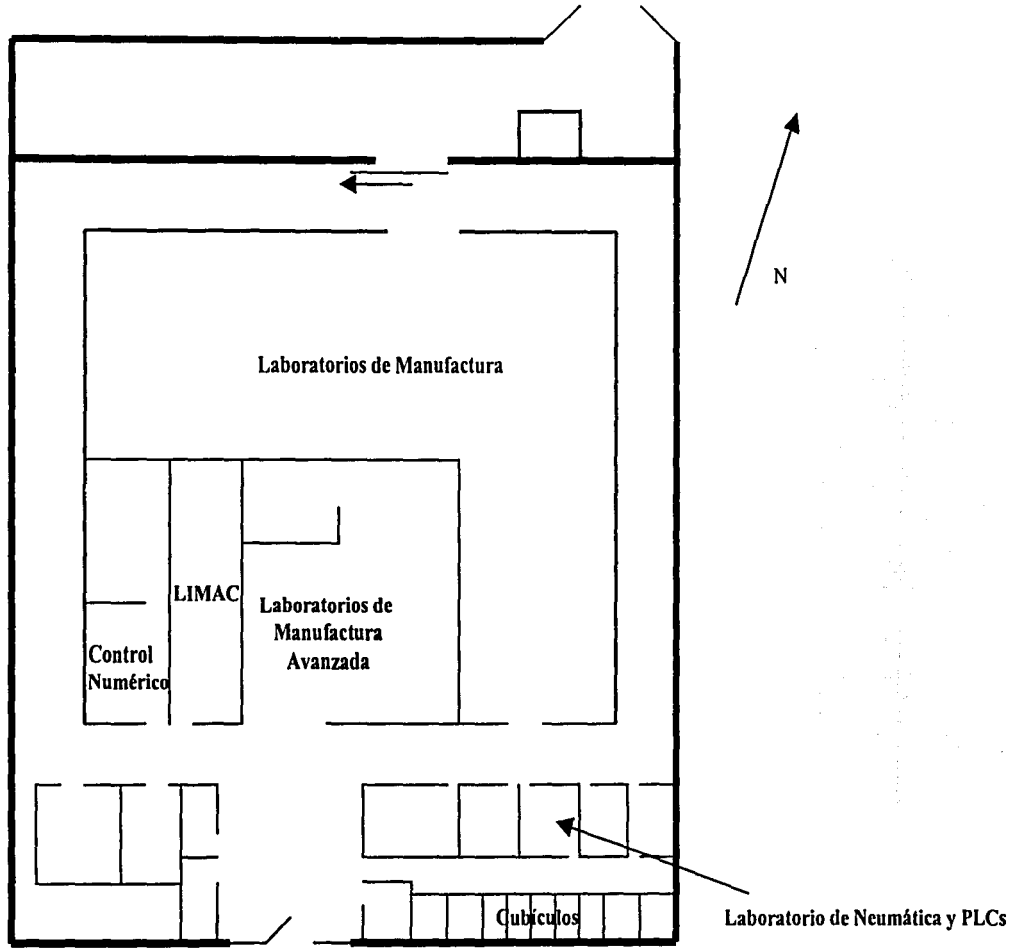 N
Laboratorios de Manufactura
LIMAC
Laboratorios de
Manufactura
Avanzada
Control
Numérico
Cubículos
Laboratorio de Neumática y PLCs